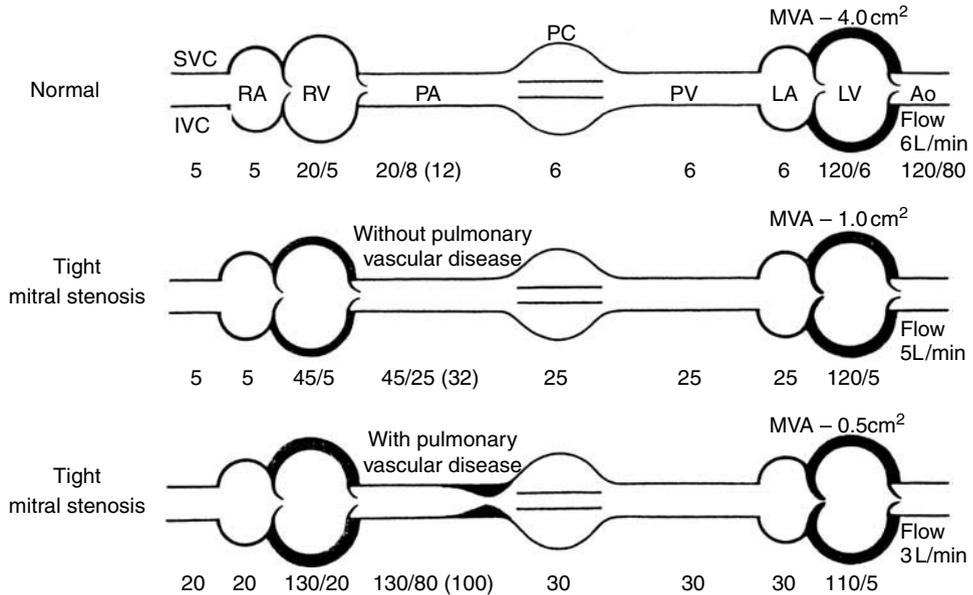 MVA – 4.0 cm²
PC
SVC
Normal
RA RV PA PV LA LV Ao
IVC
Flow
6 L/min
5 5 20/5 20/8 (12) 6 6 6 120/6 120/80
MVA – 1.0 cm²
Without pulmonary
vascular disease
Tight
mitral stenosis
Flow
5L/min
5 5 45/5 45/25 (32) 25 25 25 120/5
MVA – 0.5cm²
With pulmonary
vascular disease
Tight
mitral stenosis
Flow
3 L/min
20 20 130/20 130/80 (100) 30 30 30 110/5